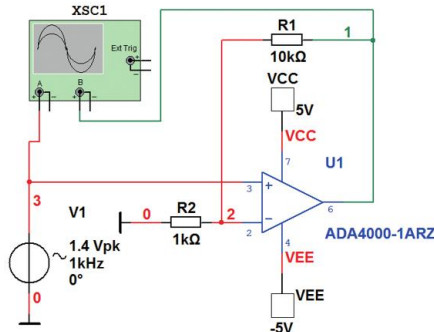 XSC1
Ext Trig
+
–
A
B
+ – + –
R1
10kΩ
1
VCC
5V
VCC
7
U1
3
+
6
ADA4000-1ARZ
–
2
4
VEE
VEE
-5V
0
R2
1kΩ
2
3
V1
1.4 Vpk
1kHz
0°
0